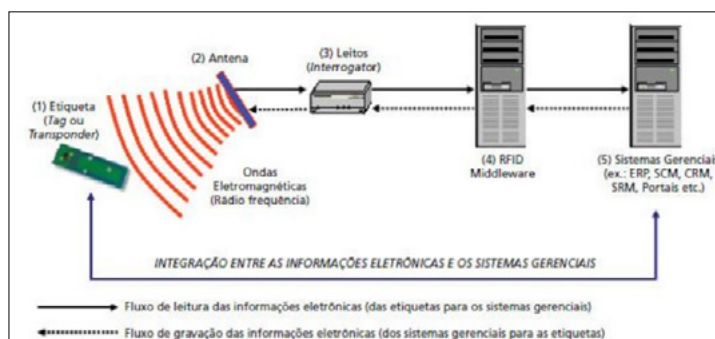 (2) Antena
(3) Leitos
(Interrogator)
(1) Etiqueta
(Tag ou
Transponder)
Ondas
Eletromagnéticas
(Rádio frequência)
(4) RFID
Middleware
(5) Sistemas Gerenciais
(ex.: ERP, SCM, CRM,
SRM, Portais etc.)
INTEGRAÇÃO ENTRE AS INFORMAÇÕES ELETRÔNICAS E OS SISTEMAS GERENCIAIS
Fluxo de leitura das informações eletrônicas (das etiquetas para os sistemas gerenciais)
Fluxo de gravação das informações eletrônicas (dos sistemas gerenciais para as etiquetas)